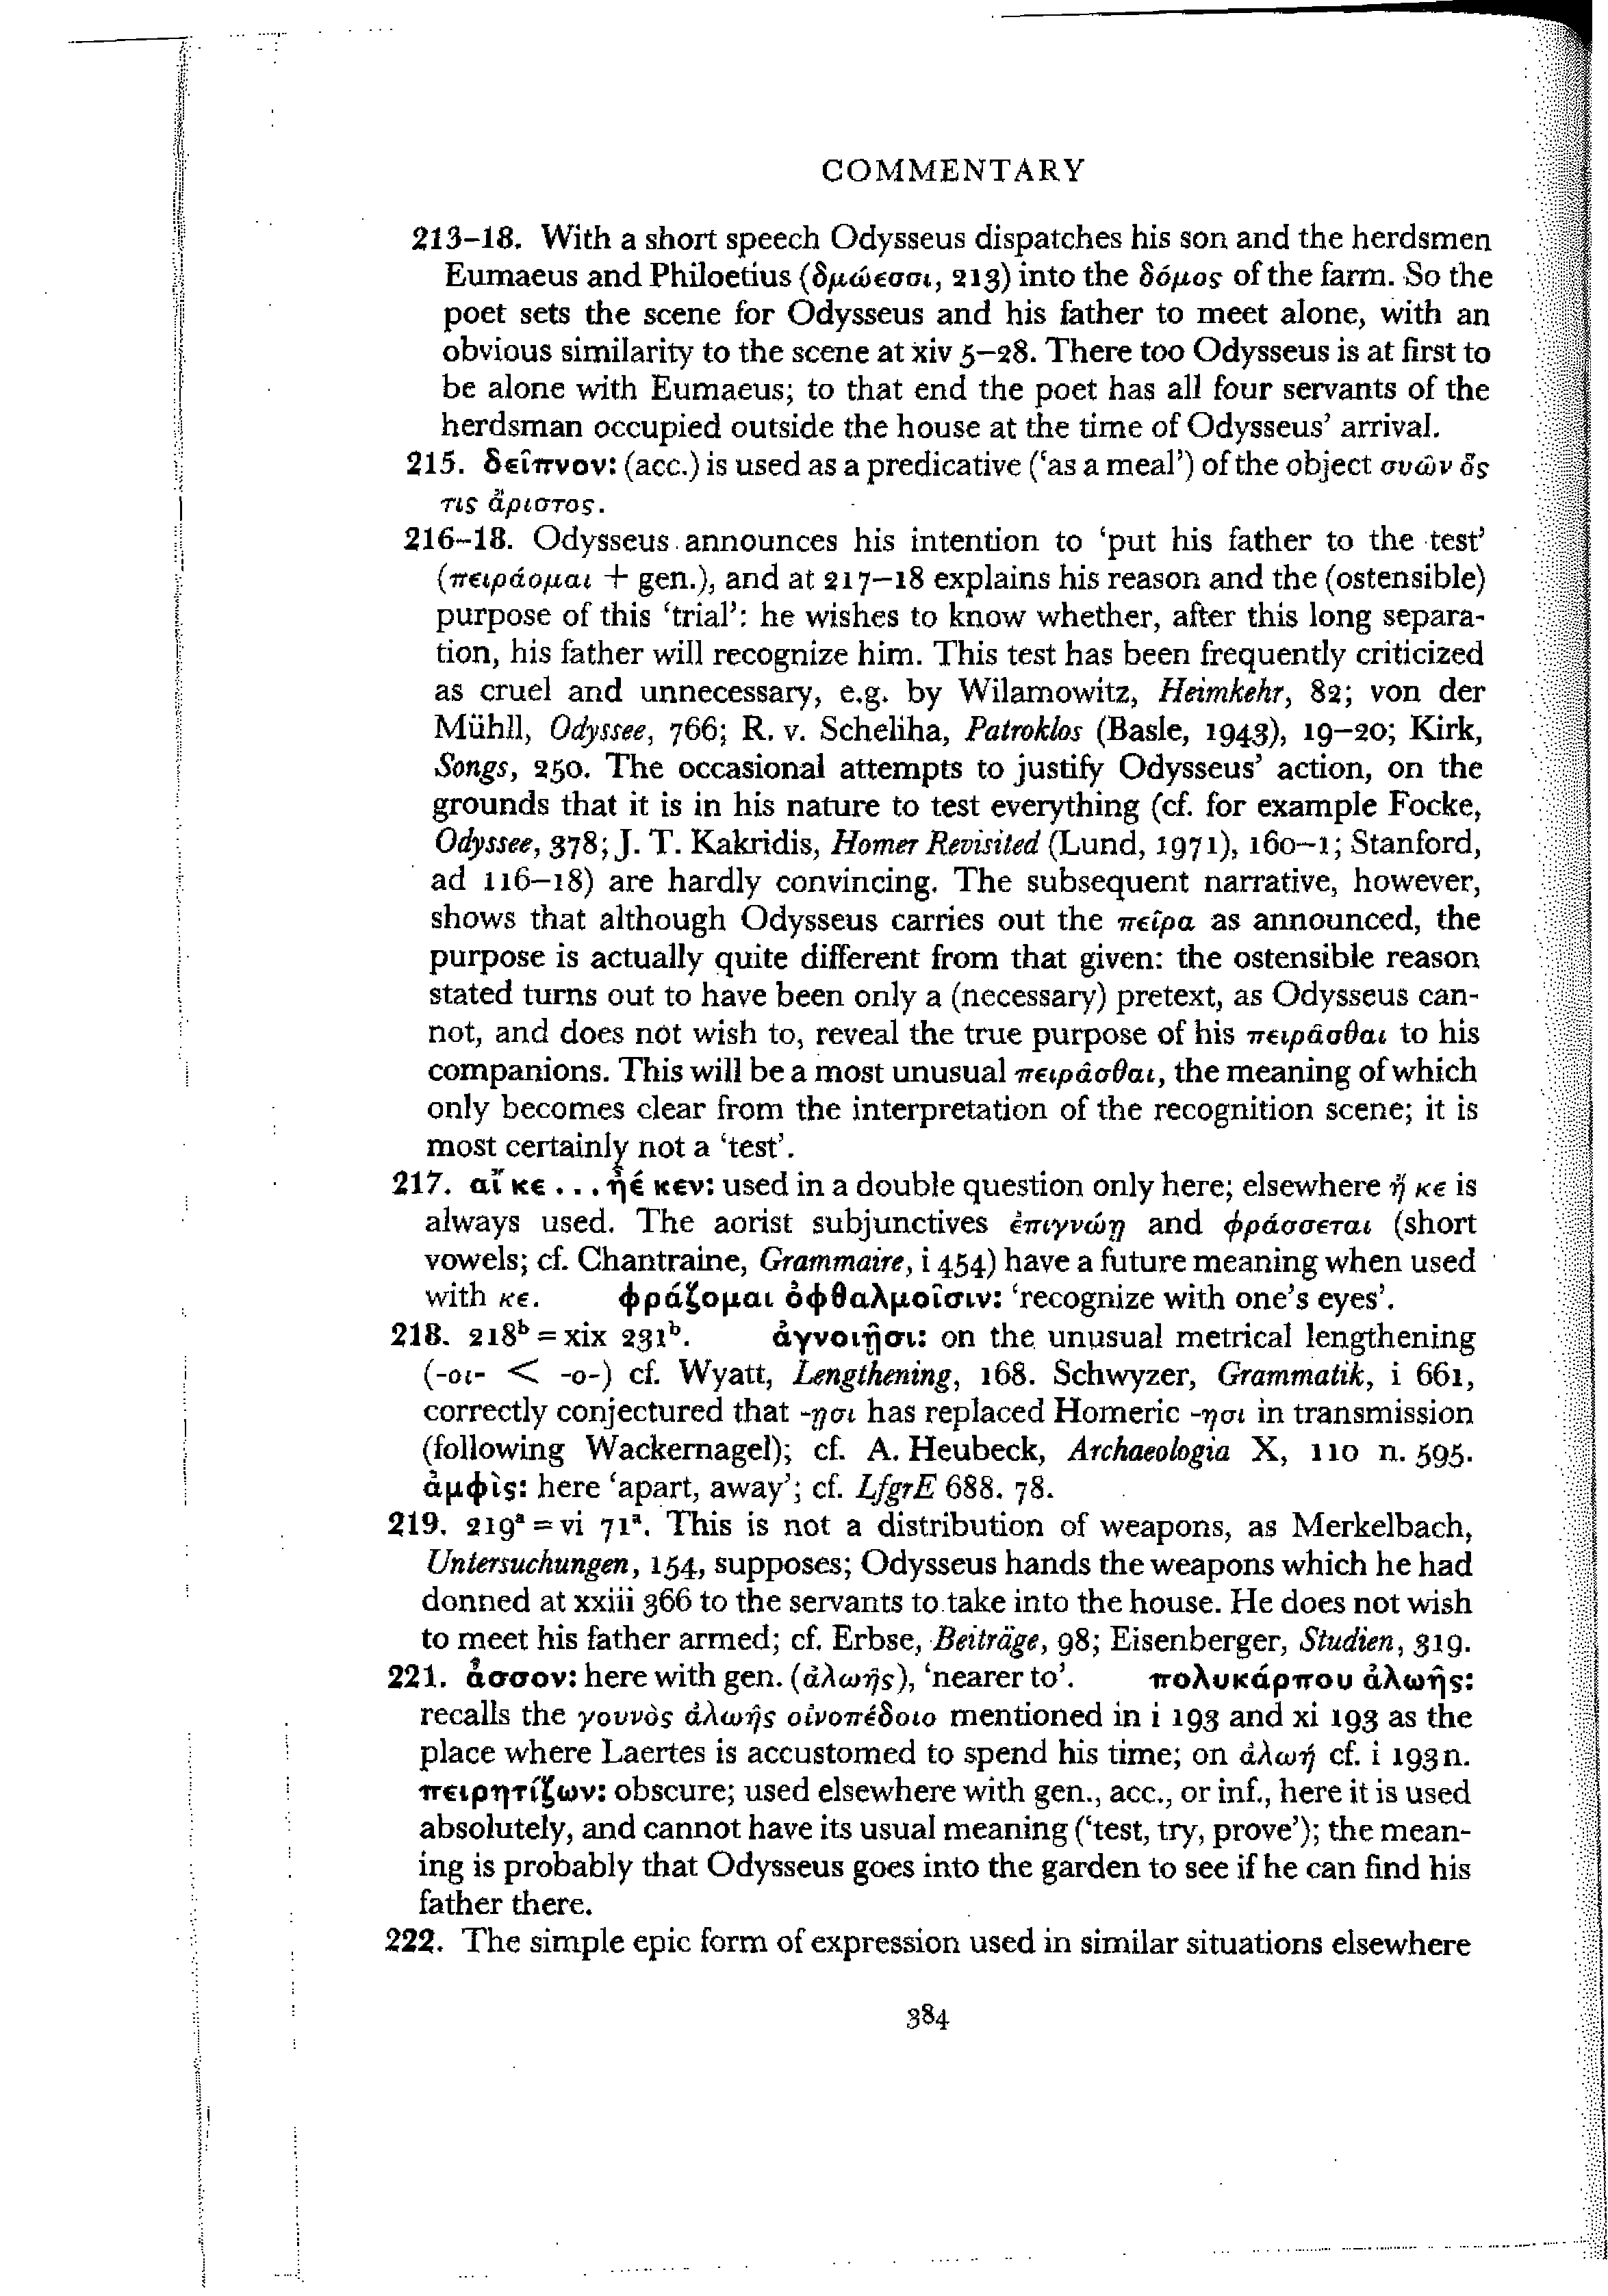 COMMENTARY
213–18. With a short speech Odysseus dispatches his son and the herdsmen
Eumaeus and Philoetius (δμώεσσι, 213) into the δόμος of the farm. So the
poet sets the scene for Odysseus and his father to meet alone, with an
obvious similarity to the scene at xiv 5–28. There too Odysseus is at first to
be alone with Eumaeus; to that end the poet has all four servants of the
herdsman occupied outside the house at the time of Odysseus’ arrival.
215. δεῖπνον: (acc.) is used as a predicative (‘as a meal’) of the object συῶν ὅς
τις ἄριστος.
216–18. Odysseus announces his intention to ‘put his father to the test’
(πειράομαι + gen.), and at 217–18 explains his reason and the (ostensible)
purpose of this ‘trial’: he wishes to know whether, after this long separa-
tion, his father will recognize him. This test has been frequently criticized
as cruel and unnecessary, e.g. by Wilamowitz, Heimkehr, 82; von der
Mühll, Odyssee, 766; R. v. Scheliha, Patroklos (Basle, 1943), 19–20; Kirk,
Songs, 250. The occasional attempts to justify Odysseus’ action, on the
grounds that it is in his nature to test everything (cf. for example Focke,
Odyssee, 378; J. T. Kakridis, Homer Revisited (Lund, 1971), 160–1; Stanford,
ad 116–18) are hardly convincing. The subsequent narrative, however,
shows that although Odysseus carries out the πεῖρα as announced, the
purpose is actually quite different from that given: the ostensible reason
stated turns out to have been only a (necessary) pretext, as Odysseus can-
not, and does not wish to, reveal the true purpose of his πειρᾶσθαι to his
companions. This will be a most unusual πειρᾶσθαι, the meaning of which
only becomes clear from the interpretation of the recognition scene; it is
most certainly not a ‘test’.
217. αἴ κε . . . ἠέ κεν: used in a double question only here; elsewhere ἤ κε is
always used. The aorist subjunctives ἐπιγνώῃ and φράσσεται (short
vowels; cf. Chantraine, Grammaire, i 454) have a future meaning when used
with κε. φράζομαι ὀφθαλμοῖσιν: ‘recognize with one’s eyes’.
218. 218ᵇ = xix 231ᵇ. ἀγνοιῇσι: on the unusual metrical lengthening
(-οι- < -ο-) cf. Wyatt, Lengthening, 168. Schwyzer, Grammatik, i 661,
correctly conjectured that -ῃσι has replaced Homeric -ησι in transmission
(following Wackernagel); cf. A. Heubeck, Archaeologia X, 110 n. 595.
ἀμφὶς: here ‘apart, away’; cf. LfgrE 688. 78.
219. 219ᵃ = vi 71ᵃ. This is not a distribution of weapons, as Merkelbach,
Untersuchungen, 154, supposes; Odysseus hands the weapons which he had
donned at xxiii 366 to the servants to take into the house. He does not wish
to meet his father armed; cf. Erbse, Beiträge, 98; Eisenberger, Studien, 319.
221. ἆσσον: here with gen. (ἀλωῆς), ‘nearer to’. πολυκάρπου ἀλωῆς:
recalls the γουνὸς ἀλωῆς οἰνοπέδοιο mentioned in i 193 and xi 193 as the
place where Laertes is accustomed to spend his time; on ἀλωή cf. i 193 n.
πειρητίζων: obscure; used elsewhere with gen., acc., or inf., here it is used
absolutely, and cannot have its usual meaning (‘test, try, prove’); the mean-
ing is probably that Odysseus goes into the garden to see if he can find his
father there.
222. The simple epic form of expression used in similar situations elsewhere
384